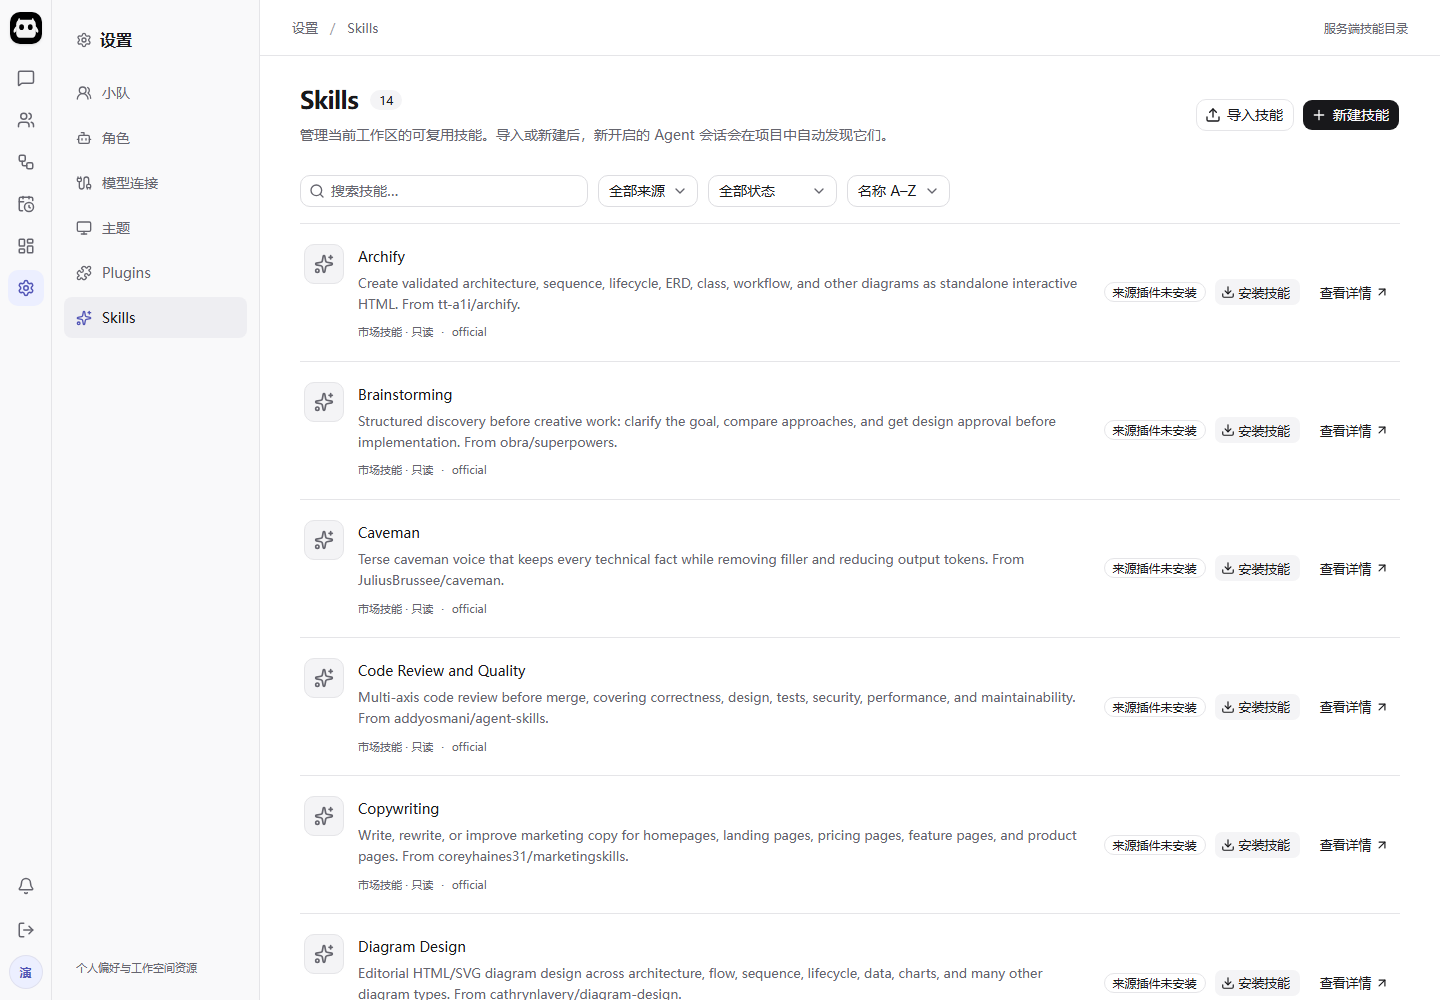 设置
小队
角色
模型连接
主题
Plugins
Skills
个人偏好与工作空间资源
演
设置 / Skills
服务端技能目录
Skills 14
管理当前工作区的可复用技能。导入或新建后，新开启的 Agent 会话会在项目中自动发现它们。
导入技能
新建技能
搜索技能...
全部来源
全部状态
名称 A–Z
Archify
Create validated architecture, sequence, lifecycle, ERD, class, workflow, and other diagrams as standalone interactive
HTML. From tt-a1i/archify.
市场技能 · 只读 · official
来源插件未安装
安装技能
查看详情
Brainstorming
Structured discovery before creative work: clarify the goal, compare approaches, and get design approval before
implementation. From obra/superpowers.
市场技能 · 只读 · official
来源插件未安装
安装技能
查看详情
Caveman
Terse caveman voice that keeps every technical fact while removing filler and reducing output tokens. From
JuliusBrussee/caveman.
市场技能 · 只读 · official
来源插件未安装
安装技能
查看详情
Code Review and Quality
Multi-axis code review before merge, covering correctness, design, tests, security, performance, and maintainability.
From addyosmani/agent-skills.
市场技能 · 只读 · official
来源插件未安装
安装技能
查看详情
Copywriting
Write, rewrite, or improve marketing copy for homepages, landing pages, pricing pages, feature pages, and product
pages. From coreyhaines31/marketingskills.
市场技能 · 只读 · official
来源插件未安装
安装技能
查看详情
Diagram Design
Editorial HTML/SVG diagram design across architecture, flow, sequence, lifecycle, data, charts, and many other
diagram types. From cathrynlavery/diagram-design.
来源插件未安装
安装技能
查看详情